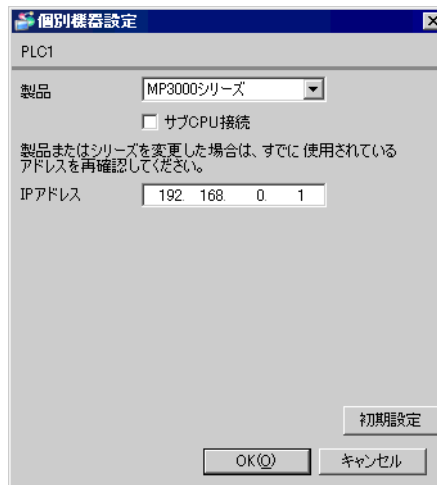 個別機器設定
PLC1
製品 MP3000シリーズ
サブCPU接続
製品またはシリーズを変更した場合は、すでに使用されている
アドレスを再確認してください。
IPアドレス 192. 168. 0. 1
初期設定
OK(O) キャンセル